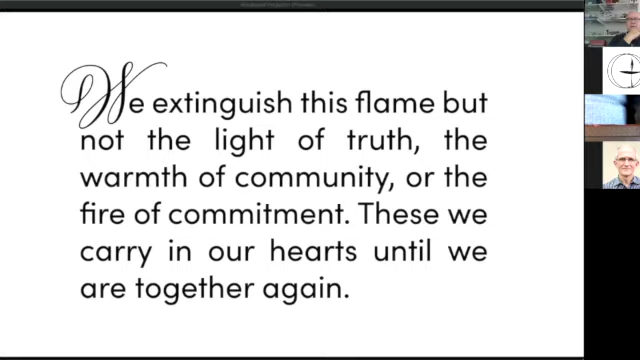 We extinguish this flame but
not the light of truth, the
warmth of community, or the
fire of commitment. These we
carry in our hearts until we
are together again.